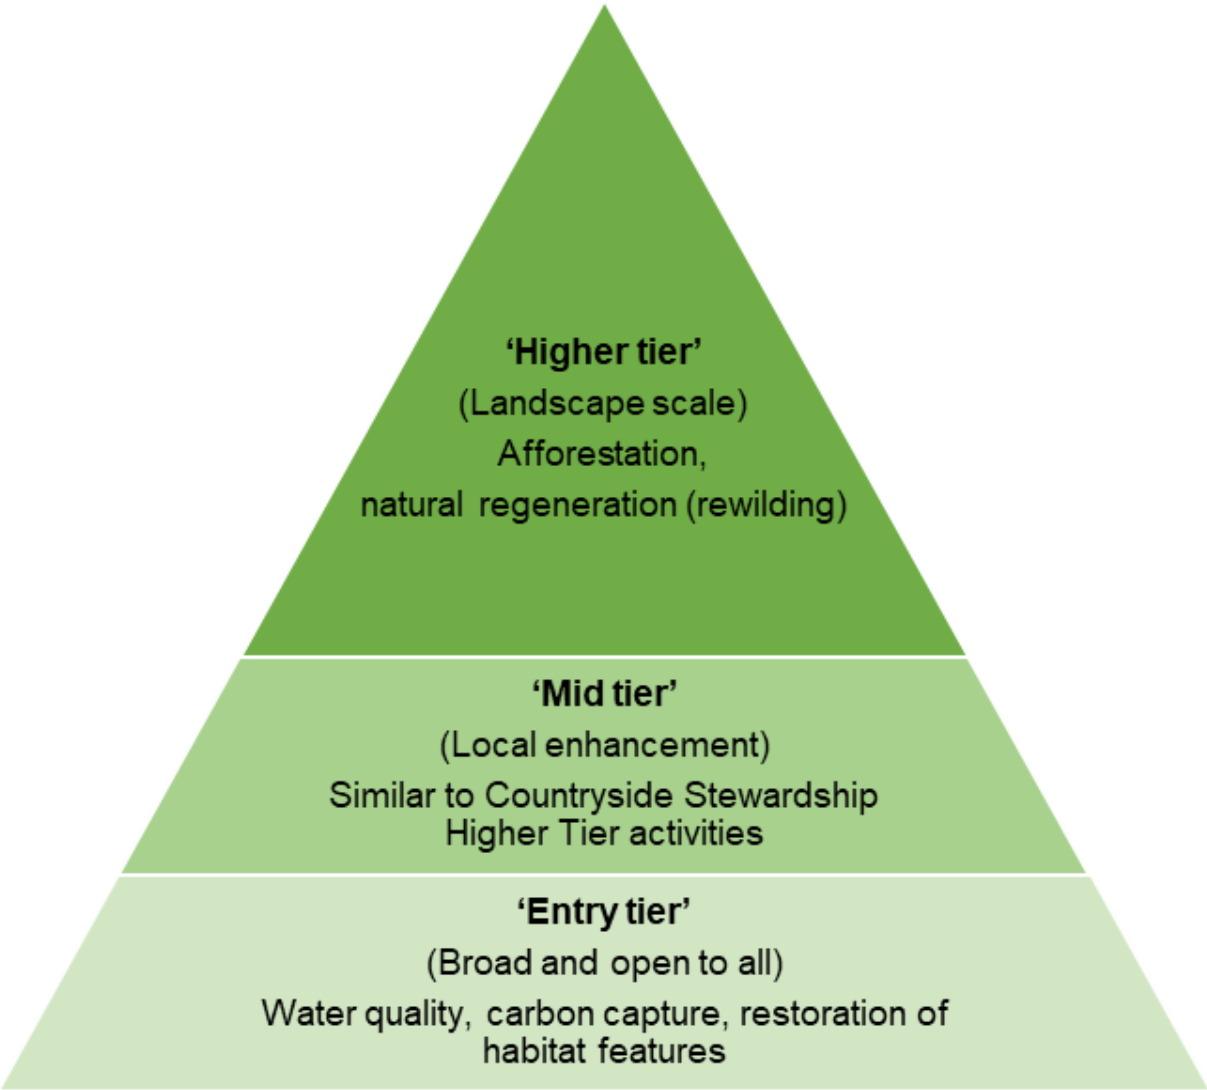 ‘Higher tier’
(Landscape scale)
Afforestation,
natural regeneration (rewilding)
‘Mid tier’
(Local enhancement)
Similar to Countryside Stewardship
Higher Tier activities
‘Entry tier’
(Broad and open to all)
Water quality, carbon capture, restoration of
habitat features